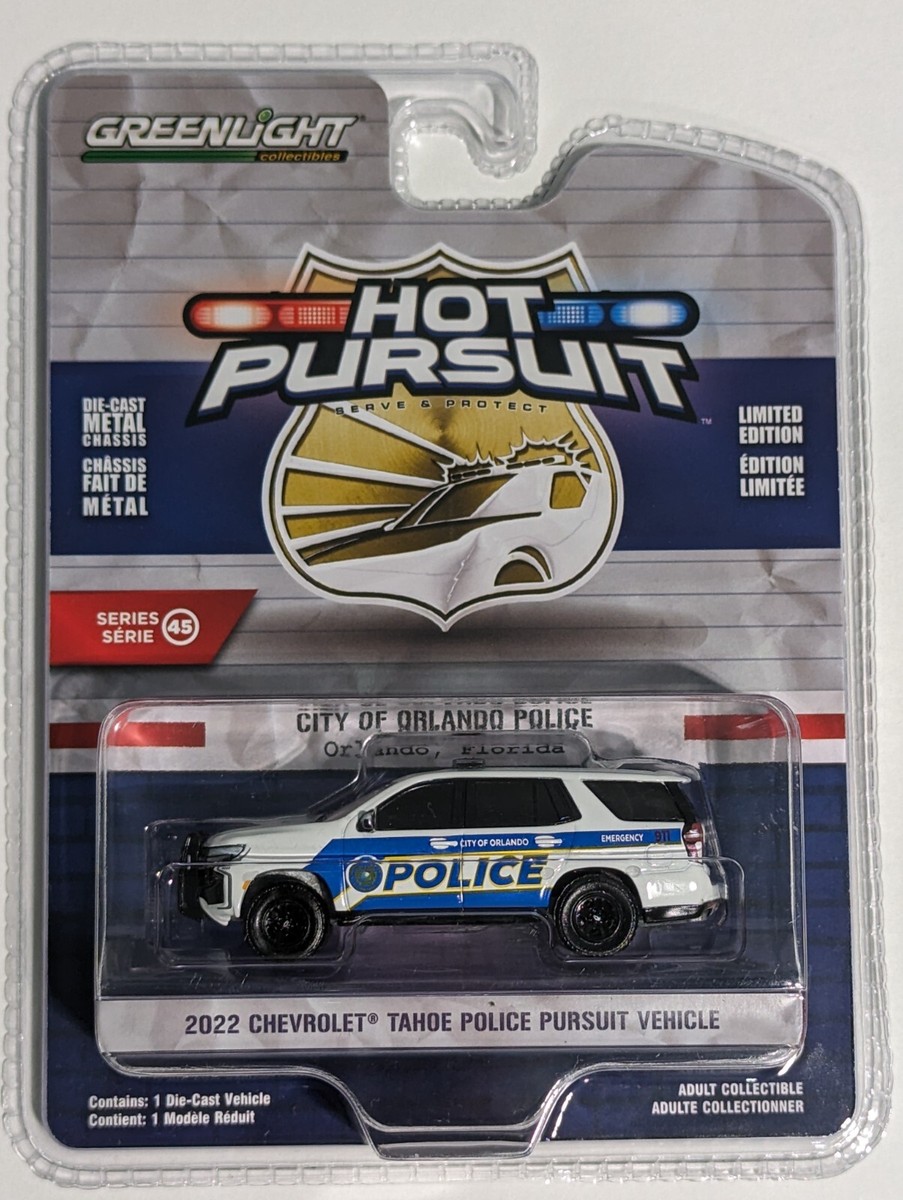 GREENLiGHT®
collectibles
HOT
PURSUIT™
SERVE & PROTECT
DIE-CAST
METAL
CHASSIS
CHÂSSIS
FAIT DE
MÉTAL
LIMITED
EDITION
ÉDITION
LIMITÉE
SERIES
SÉRIE
45
CITY OF ORLANDO POLICE
Orlando, Florida
CITY OF ORLANDO
EMERGENCY 911
POLICE
2022 CHEVROLET® TAHOE POLICE PURSUIT VEHICLE
Contains: 1 Die-Cast Vehicle
Contient: 1 Modèle Réduit
ADULT COLLECTIBLE
ADULTE COLLECTIONNER